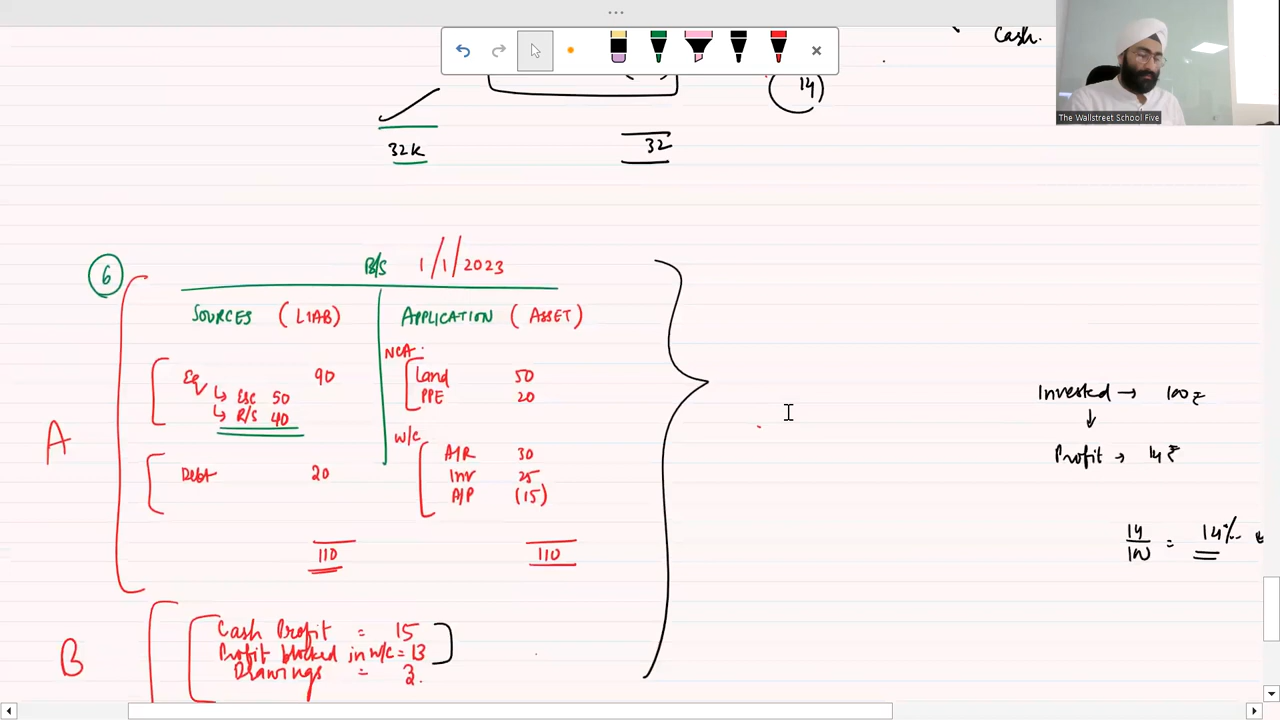 Cash.
The Wallstreet School Five
14
32K
32
6
B/S 1/1/2023
SOURCES (LIAB) APPLICATION (ASSET)
NCA
Eq 90 Land 50
↳ Esc 50 PPE 20
↳ R/S 40
W/C
A/R 30
Debt 20 Inv 25
A/P (15)
110 110
A
Invested → 100₹
↓
Profit → 14₹
14/100 = 14%
B
Cash Profit = 15
Profit blocked in W/C = 13
Drawings = 3.